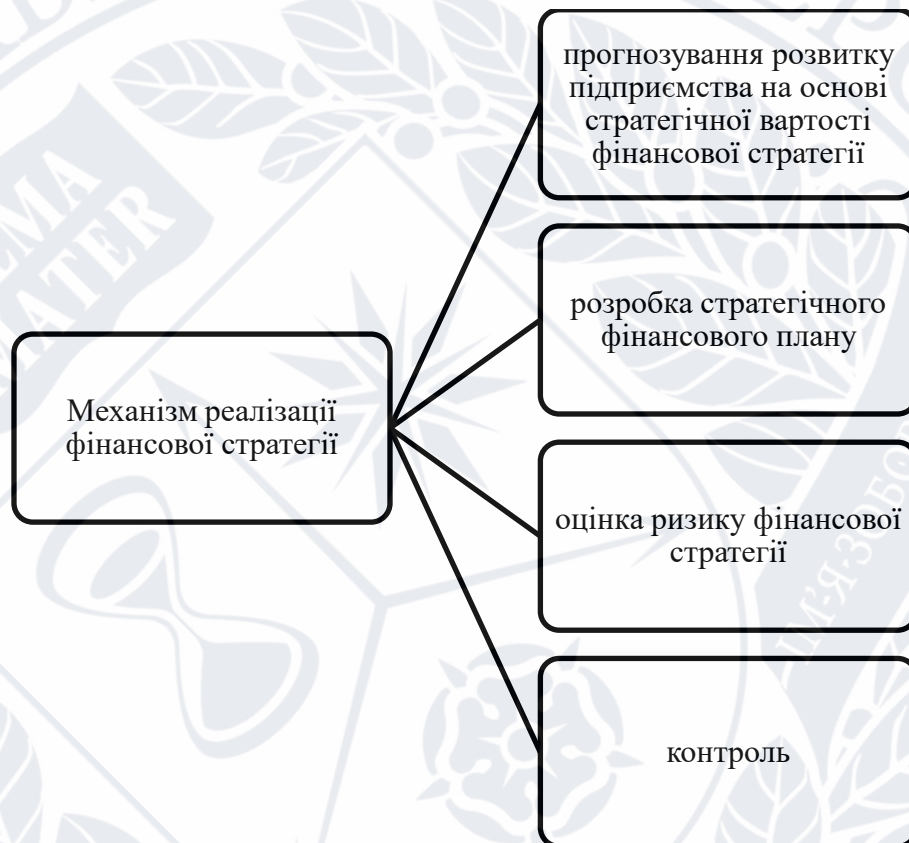 прогнозування розвитку
підприємства на основі
стратегічної вартості
фінансової стратегії
розробка стратегічного
фінансового плану
Механізм реалізації
фінансової стратегії
оцінка ризику фінансової
стратегії
контроль
MATER